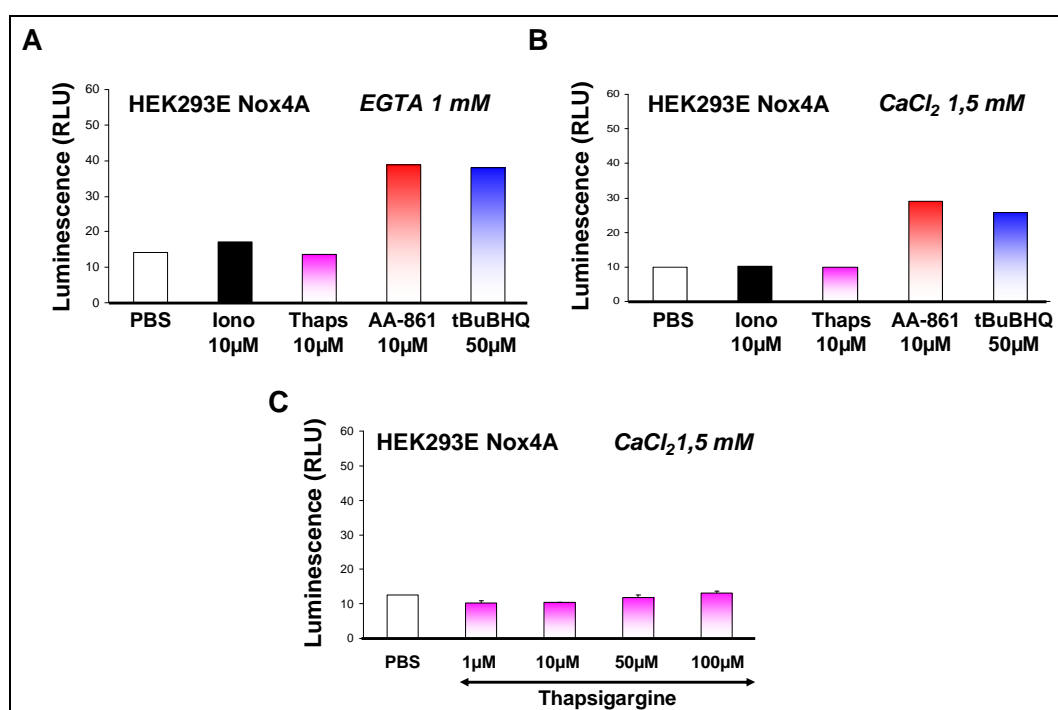 A
HEK293E Nox4A EGTA 1 mM
Luminescence (RLU)
60
50
40
30
20
10
0
PBS Iono Thaps AA-861 tBuBHQ
10µM 10µM 10µM 50µM
B
HEK293E Nox4A CaCl2 1,5 mM
Luminescence (RLU)
60
50
40
30
20
10
0
PBS Iono Thaps AA-861 tBuBHQ
10µM 10µM 10µM 50µM
C
HEK293E Nox4A CaCl2 1,5 mM
Luminescence (RLU)
60
50
40
30
20
10
0
PBS 1µM 10µM 50µM 100µM
Thapsigargine